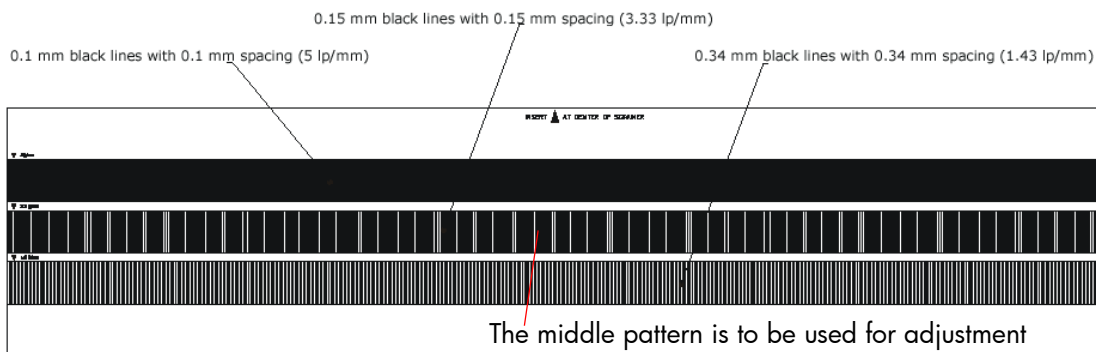 0.15 mm black lines with 0.15 mm spacing (3.33 lp/mm)
0.1 mm black lines with 0.1 mm spacing (5 lp/mm)
0.34 mm black lines with 0.34 mm spacing (1.43 lp/mm)
INSERT ▲ AT CENTER OF SCANNER
The middle pattern is to be used for adjustment